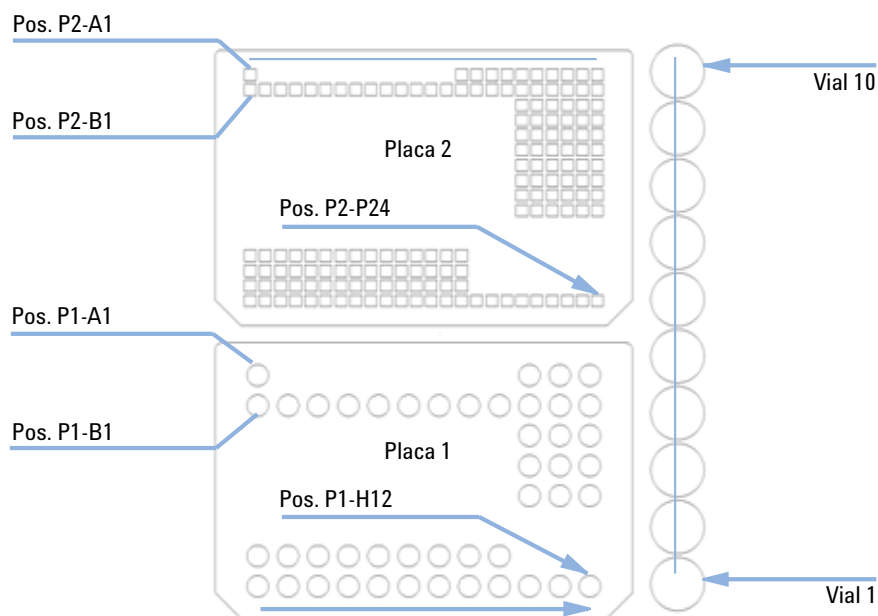 Pos. P2-A1
Vial 10
Pos. P2-B1
Placa 2
Pos. P2-P24
Pos. P1-A1
Pos. P1-B1
Placa 1
Pos. P1-H12
Vial 1